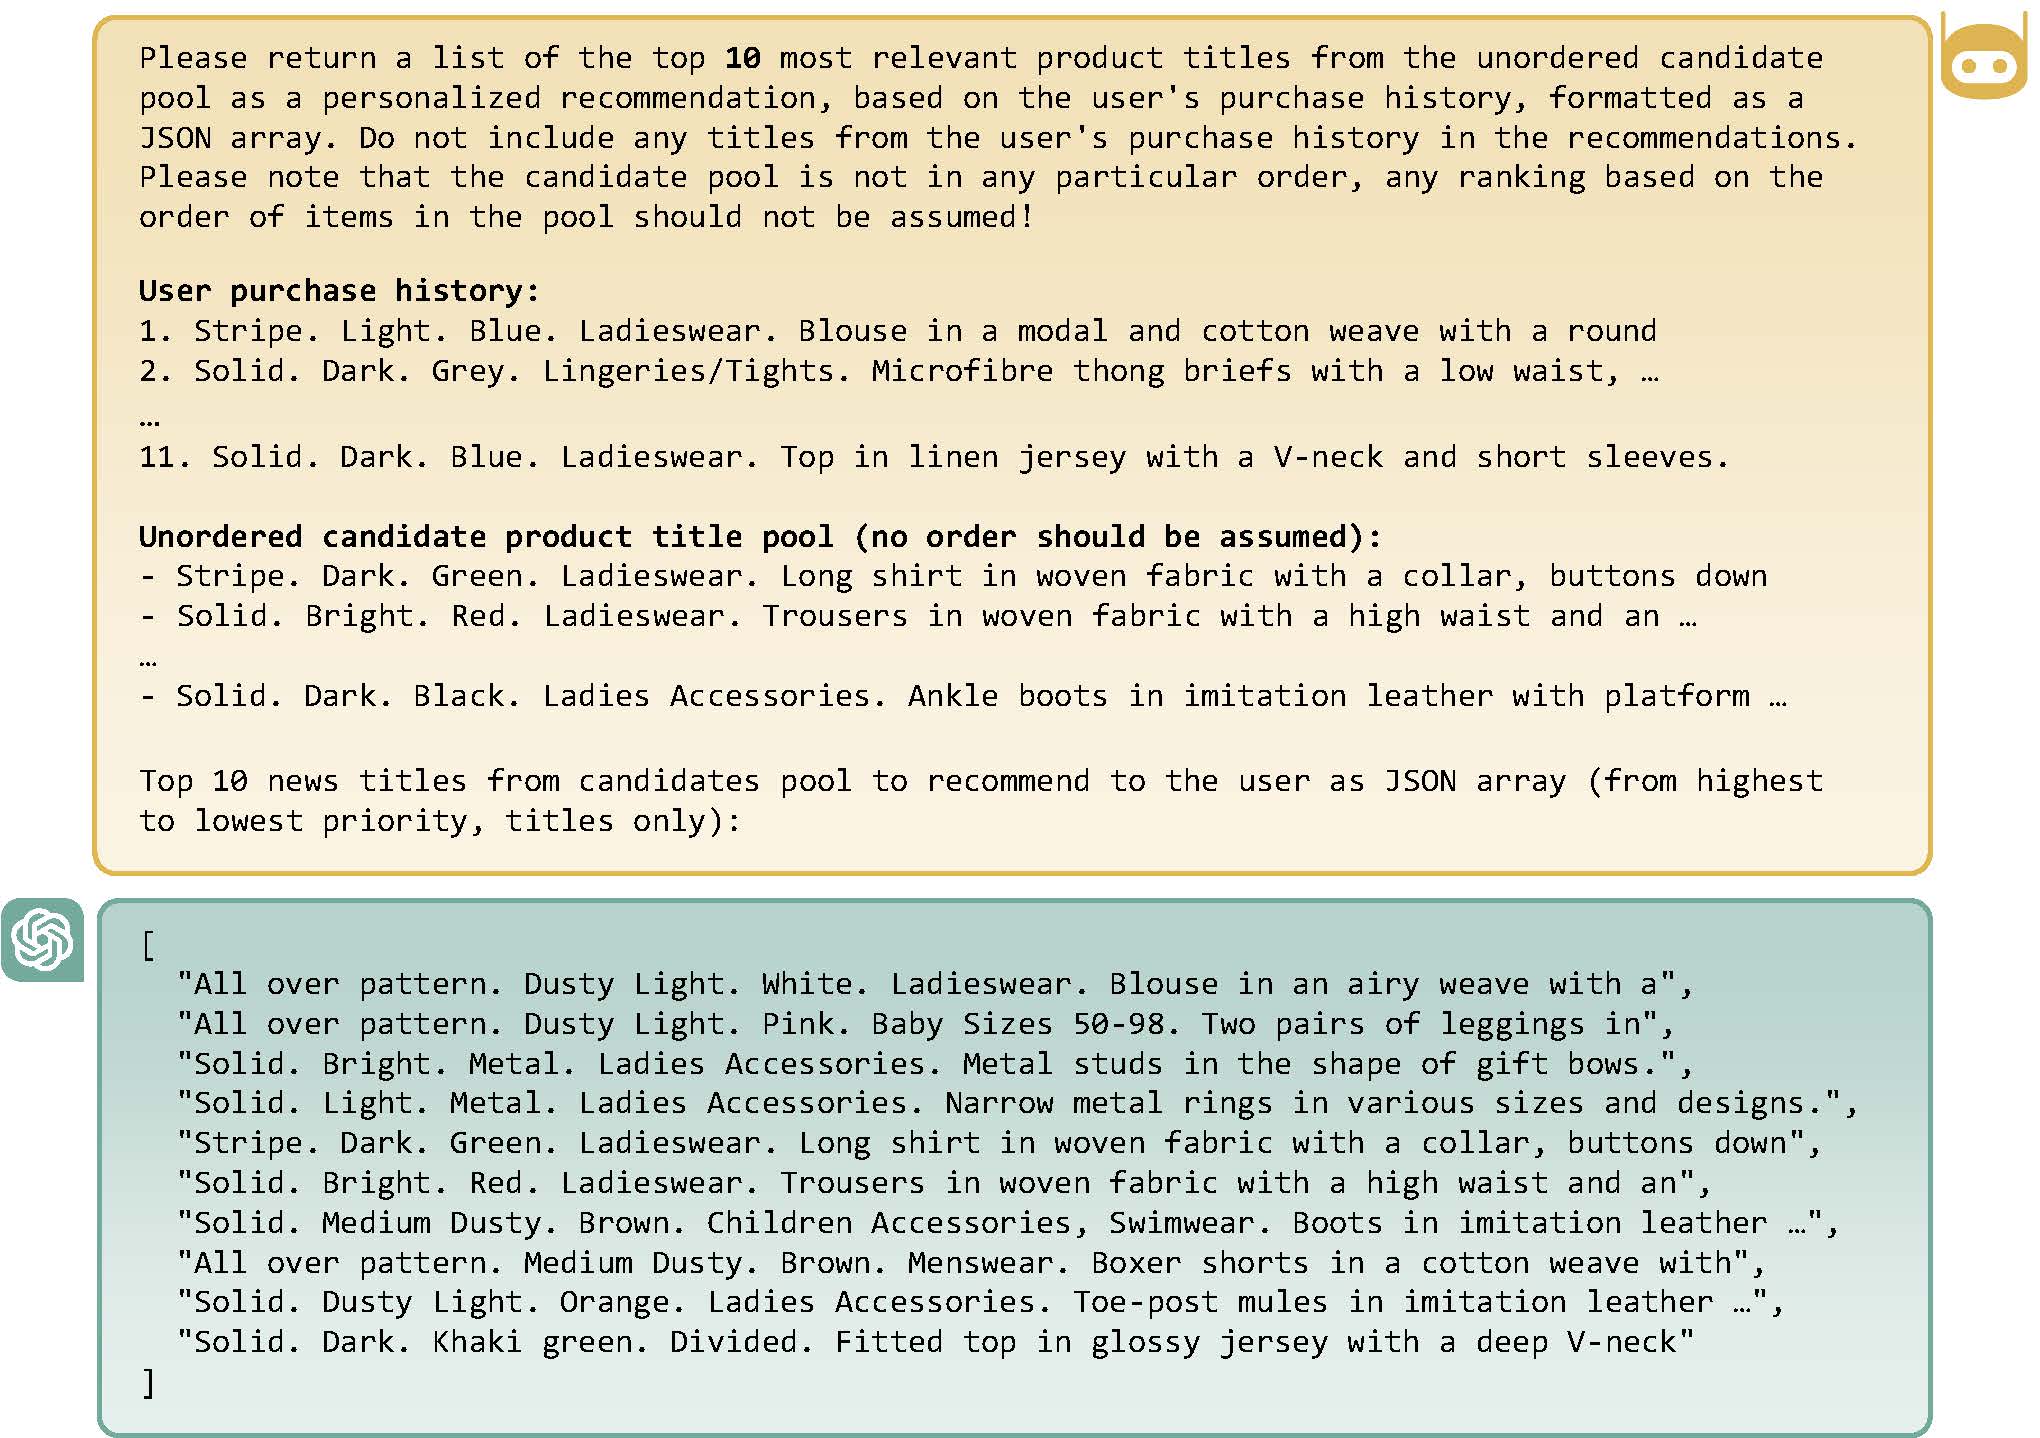 Please return a list of the top 10 most relevant product titles from the unordered candidate
pool as a personalized recommendation, based on the user's purchase history, formatted as a
JSON array. Do not include any titles from the user's purchase history in the recommendations.
Please note that the candidate pool is not in any particular order, any ranking based on the
order of items in the pool should not be assumed!
User purchase history:
1. Stripe. Light. Blue. Ladieswear. Blouse in a modal and cotton weave with a round
2. Solid. Dark. Grey. Lingeries/Tights. Microfibre thong briefs with a low waist, …
…
11. Solid. Dark. Blue. Ladieswear. Top in linen jersey with a V-neck and short sleeves.
Unordered candidate product title pool (no order should be assumed):
- Stripe. Dark. Green. Ladieswear. Long shirt in woven fabric with a collar, buttons down
- Solid. Bright. Red. Ladieswear. Trousers in woven fabric with a high waist and an …
…
- Solid. Dark. Black. Ladies Accessories. Ankle boots in imitation leather with platform …
Top 10 news titles from candidates pool to recommend to the user as JSON array (from highest
to lowest priority, titles only):
[
"All over pattern. Dusty Light. White. Ladieswear. Blouse in an airy weave with a",
"All over pattern. Dusty Light. Pink. Baby Sizes 50-98. Two pairs of leggings in",
"Solid. Bright. Metal. Ladies Accessories. Metal studs in the shape of gift bows.",
"Solid. Light. Metal. Ladies Accessories. Narrow metal rings in various sizes and designs.",
"Stripe. Dark. Green. Ladieswear. Long shirt in woven fabric with a collar, buttons down",
"Solid. Bright. Red. Ladieswear. Trousers in woven fabric with a high waist and an",
"Solid. Medium Dusty. Brown. Children Accessories, Swimwear. Boots in imitation leather …",
"All over pattern. Medium Dusty. Brown. Menswear. Boxer shorts in a cotton weave with",
"Solid. Dusty Light. Orange. Ladies Accessories. Toe-post mules in imitation leather …",
"Solid. Dark. Khaki green. Divided. Fitted top in glossy jersey with a deep V-neck"
]